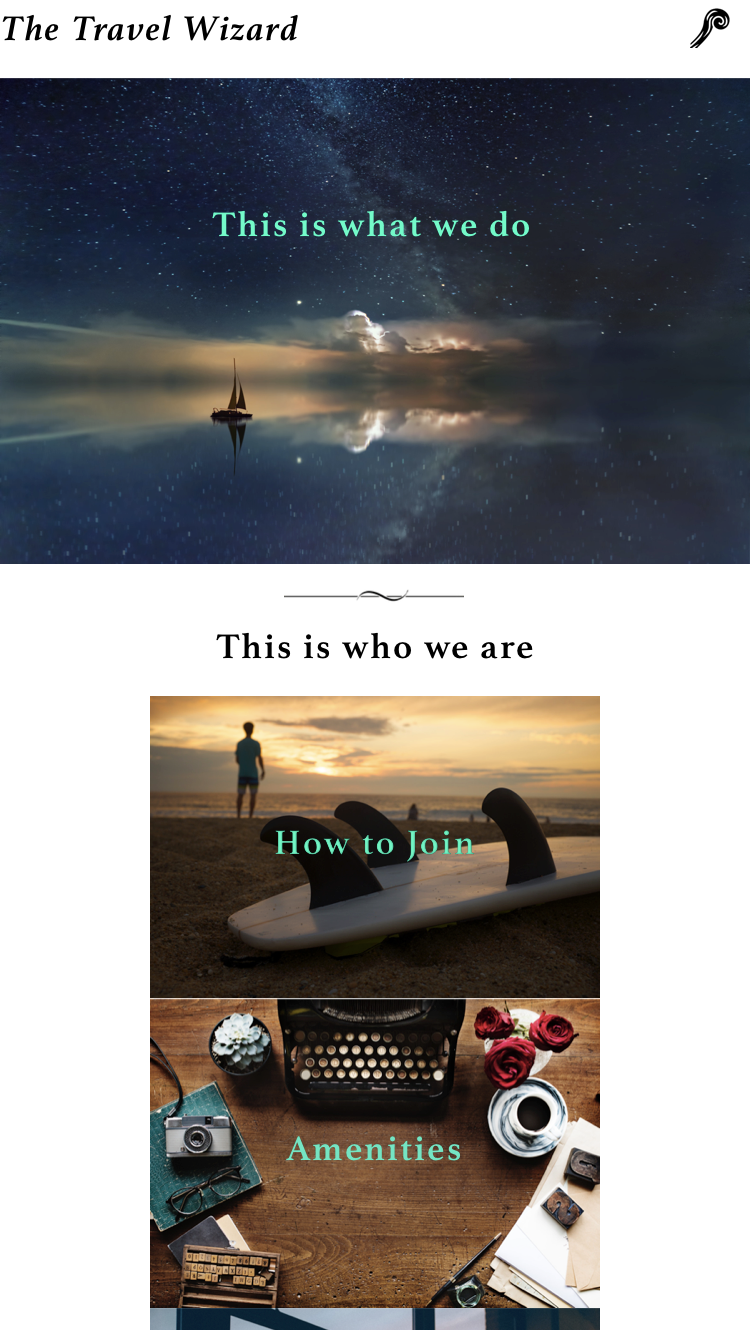 The Travel Wizard
This is what we do
This is who we are
How to Join
Amenities